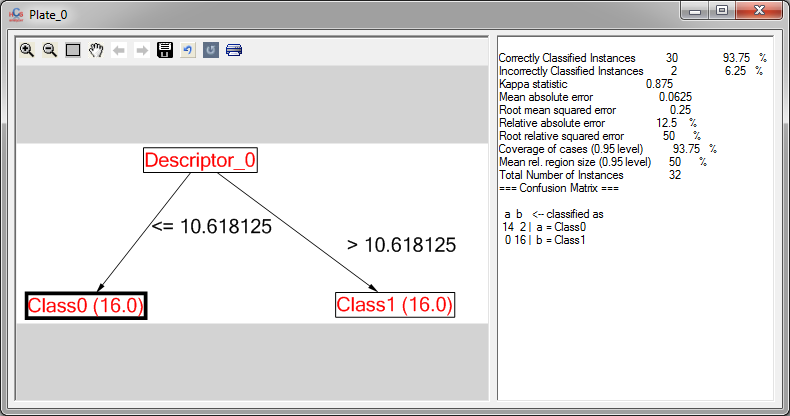 Plate_0
Descriptor_0
<= 10.618125
> 10.618125
Class0 (16.0)
Class1 (16.0)
Correctly Classified Instances 30 93.75 %
Incorrectly Classified Instances 2 6.25 %
Kappa statistic 0.875
Mean absolute error 0.0625
Root mean squared error 0.25
Relative absolute error 12.5 %
Root relative squared error 50 %
Coverage of cases (0.95 level) 93.75 %
Mean rel. region size (0.95 level) 50 %
Total Number of Instances 32
=== Confusion Matrix ===
a b <-- classified as
14 2 | a = Class0
0 16 | b = Class1